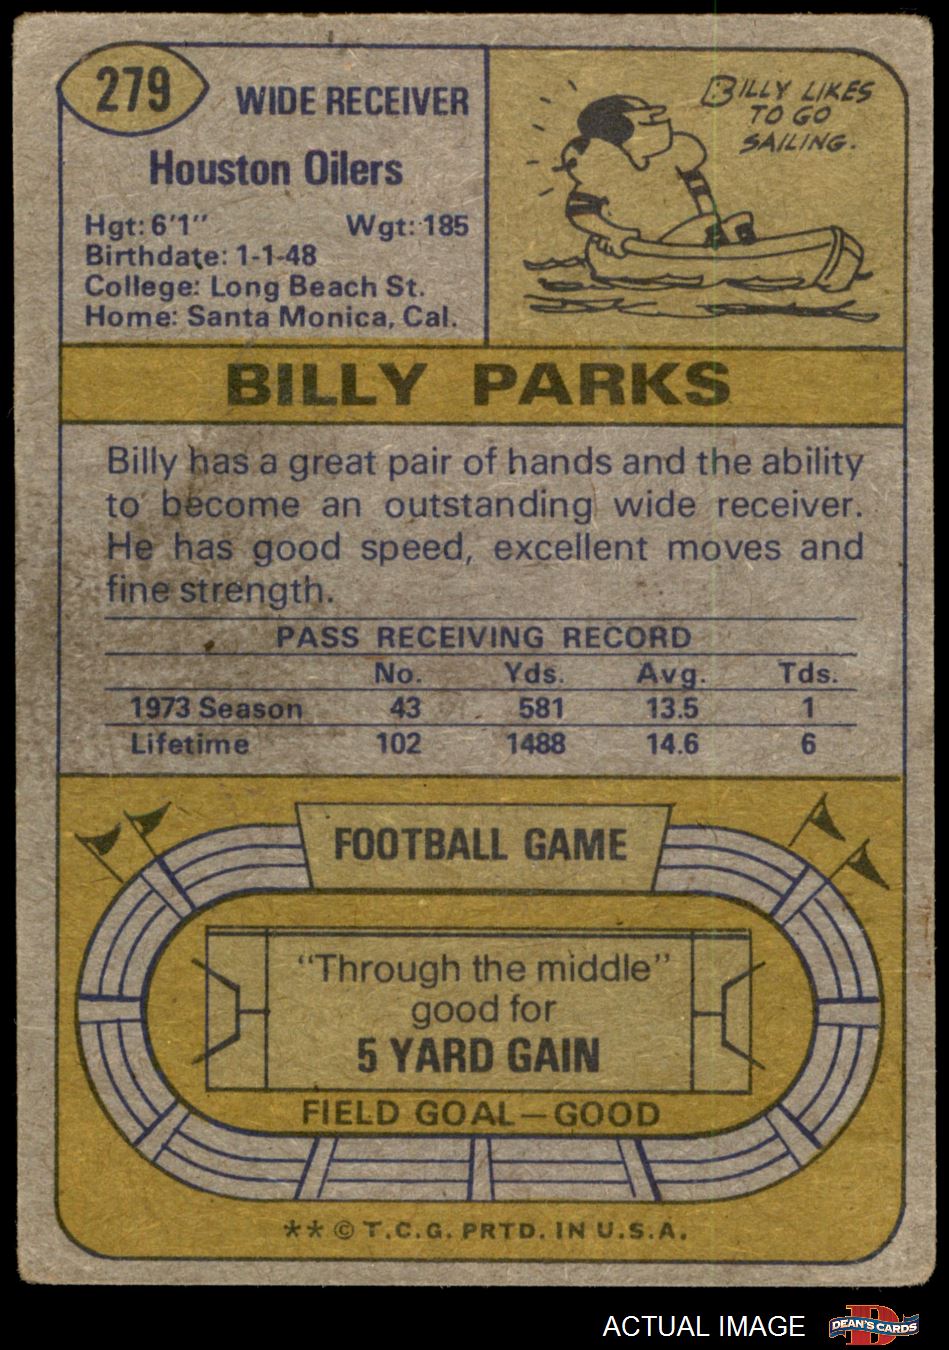 279
WIDE RECEIVER
Houston Oilers
Hgt: 6'1" Wgt: 185
Birthdate: 1-1-48
College: Long Beach St.
Home: Santa Monica, Cal.
BILLY LIKES
TO GO
SAILING.
BILLY PARKS
Billy has a great pair of hands and the ability
to become an outstanding wide receiver.
He has good speed, excellent moves and
fine strength.
PASS RECEIVING RECORD
No. Yds. Avg. Tds.
1973 Season 43 581 13.5 1
Lifetime 102 1488 14.6 6
FOOTBALL GAME
"Through the middle"
good for
5 YARD GAIN
FIELD GOAL—GOOD
** © T.C.G. PRTD. IN U.S.A.
ACTUAL IMAGE
D
DEAN'S CARDS